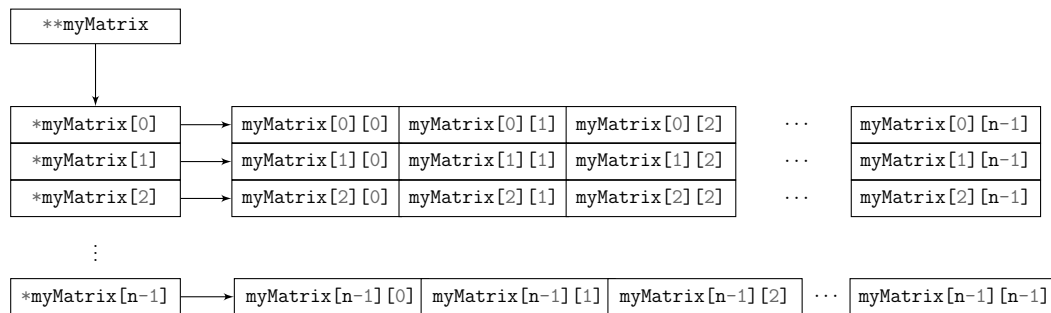 **myMatrix
*myMatrix[0] myMatrix[0][0] myMatrix[0][1] myMatrix[0][2] ··· myMatrix[0][n-1]
*myMatrix[1] myMatrix[1][0] myMatrix[1][1] myMatrix[1][2] ··· myMatrix[1][n-1]
*myMatrix[2] myMatrix[2][0] myMatrix[2][1] myMatrix[2][2] ··· myMatrix[2][n-1]
⋮
*myMatrix[n-1] myMatrix[n-1][0] myMatrix[n-1][1] myMatrix[n-1][2] ··· myMatrix[n-1][n-1]